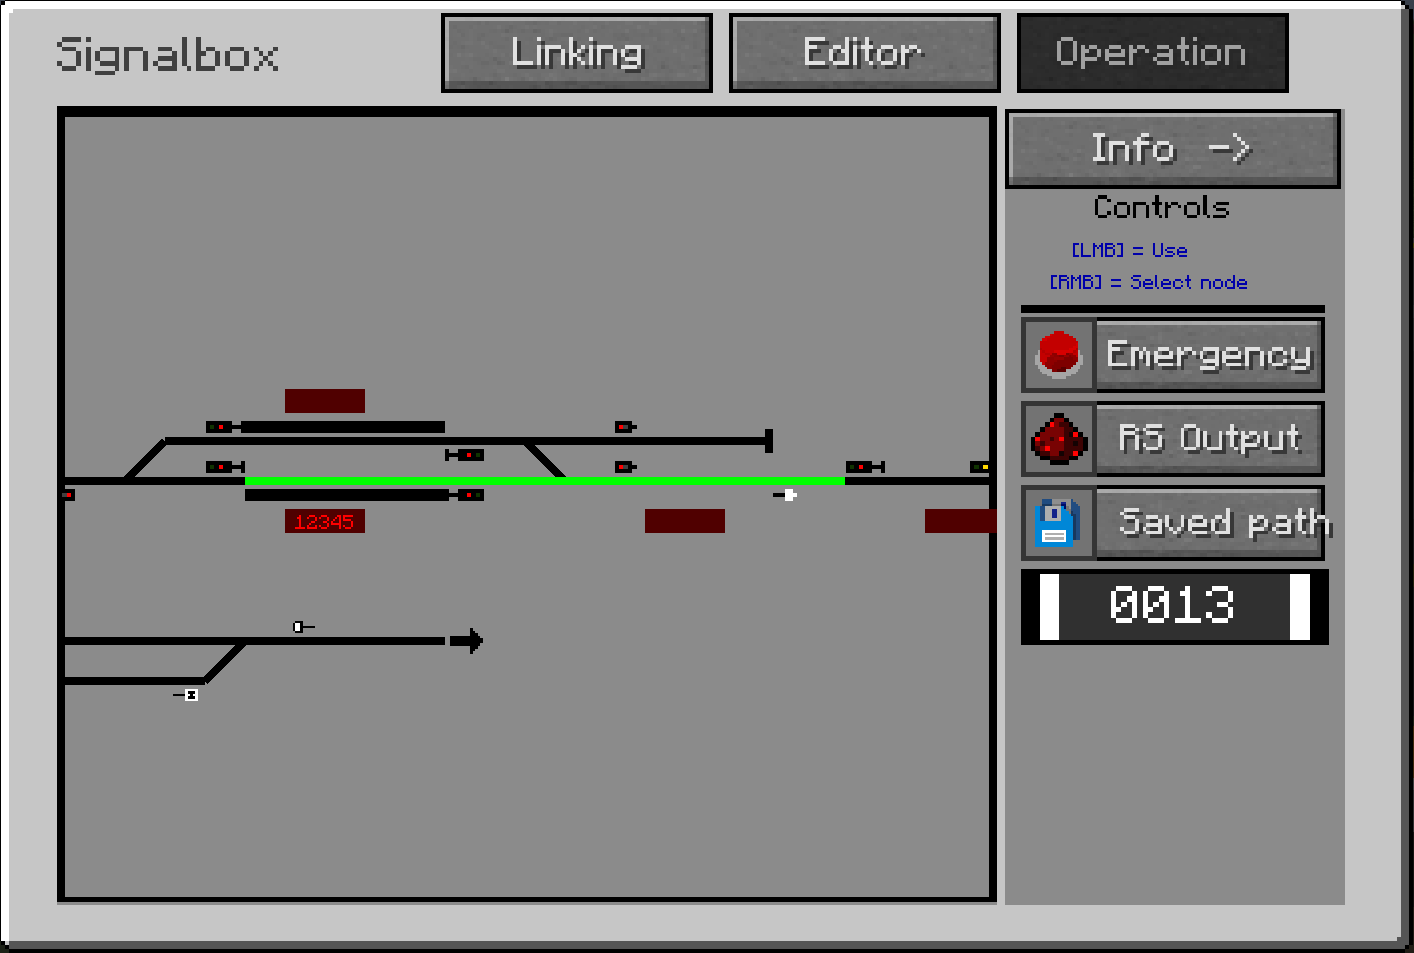 Signalbox
Linking
Editor
Operation
Info ->
Controls
[LMB] = Use
[RMB] = Select node
Emergency
RS Output
Saved path
0013
12345